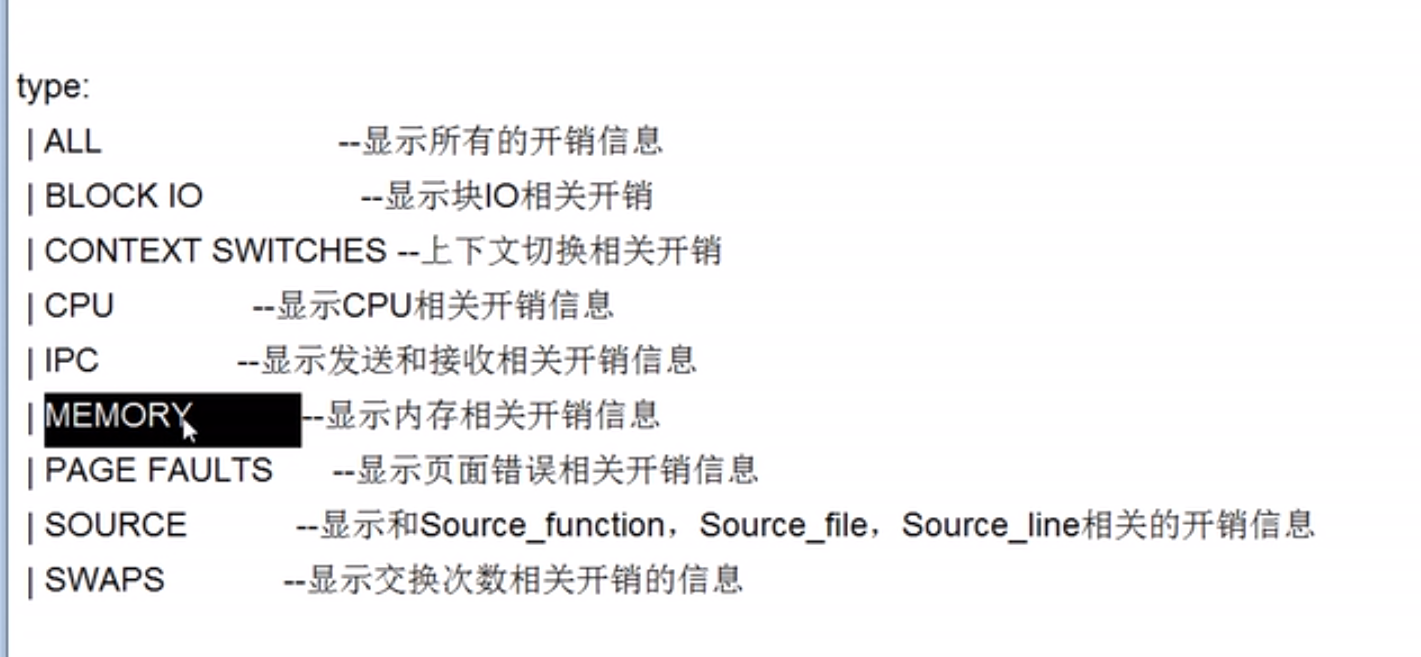 type:
| ALL --显示所有的开销信息
| BLOCK IO --显示块IO相关开销
| CONTEXT SWITCHES --上下文切换相关开销
| CPU --显示CPU相关开销信息
| IPC --显示发送和接收相关开销信息
| MEMORY --显示内存相关开销信息
| PAGE FAULTS --显示页面错误相关开销信息
| SOURCE --显示和Source_function，Source_file，Source_line相关的开销信息
| SWAPS --显示交换次数相关开销的信息